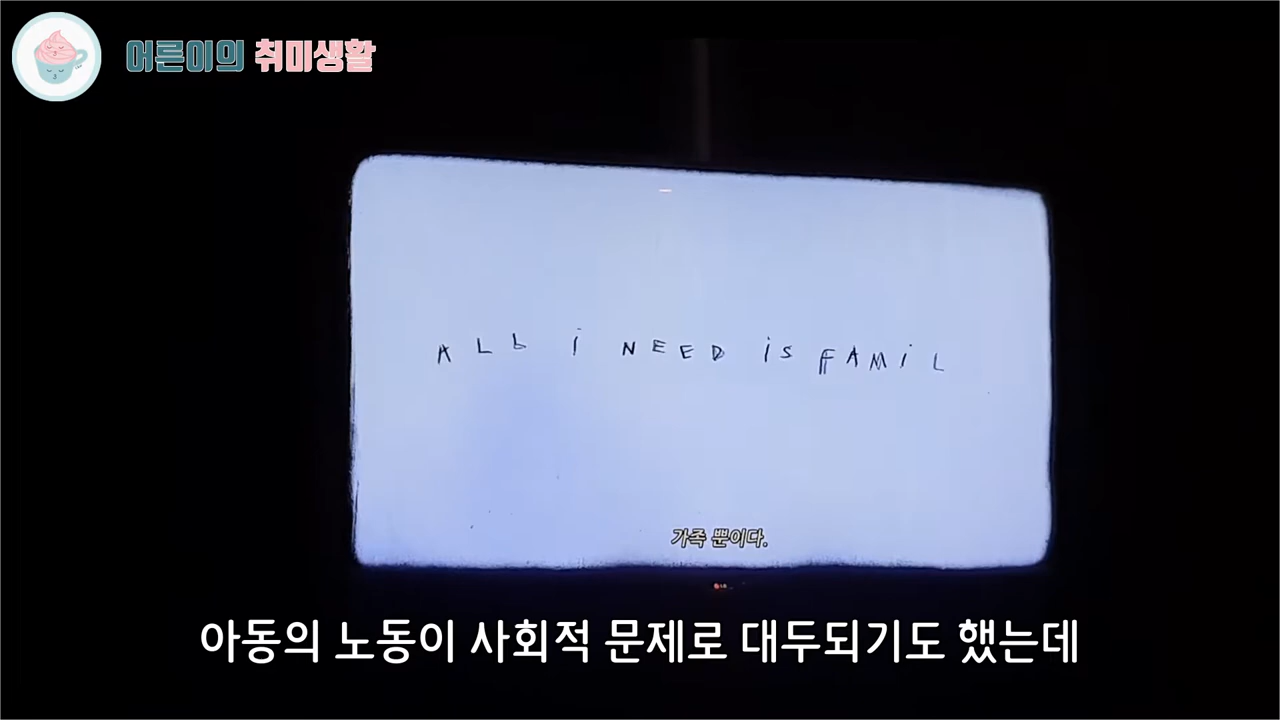 어른이의 취미생활
ALL i NEED iS FAMiL
가족 뿐이다.
LG
아동의 노동이 사회적 문제로 대두되기도 했는데